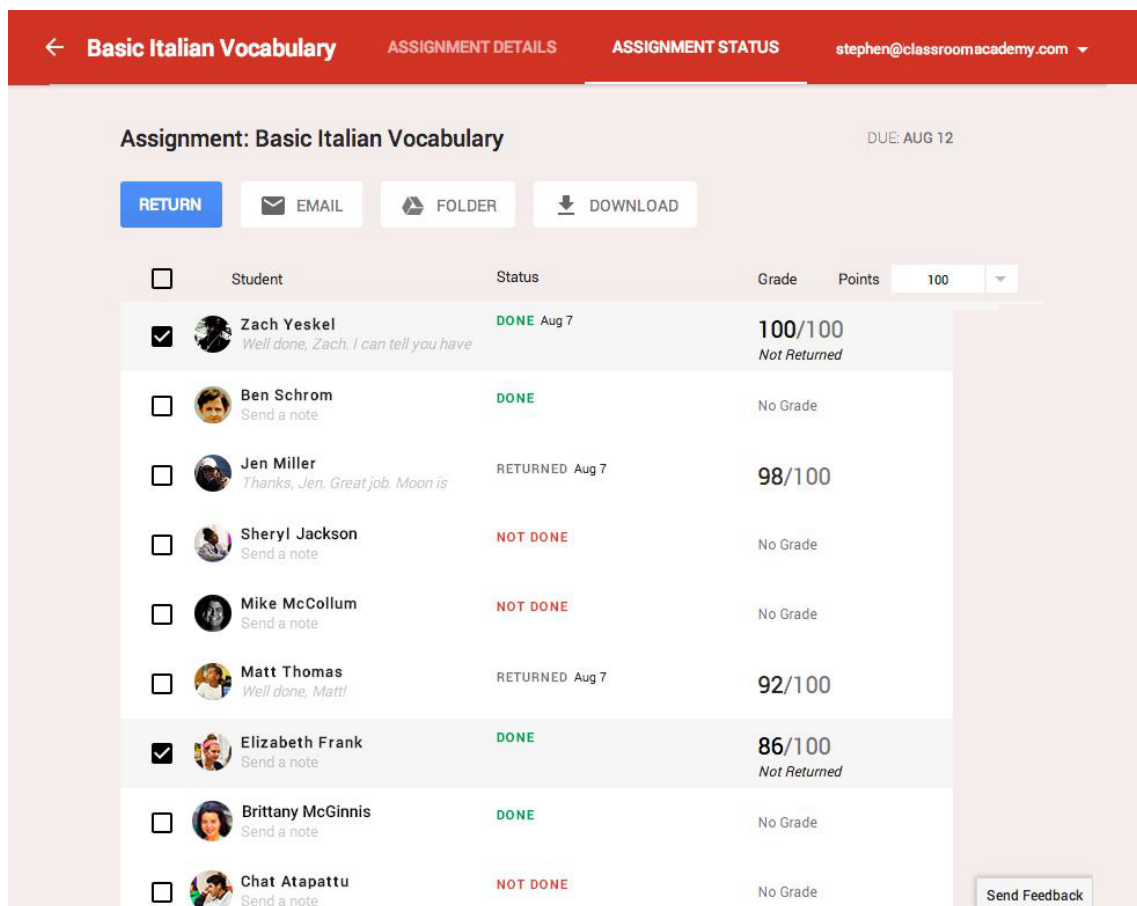 Basic Italian Vocabulary ASSIGNMENT DETAILS ASSIGNMENT STATUS stephen@classroomacademy.com
Assignment: Basic Italian Vocabulary DUE: AUG 12
RETURN EMAIL FOLDER DOWNLOAD
Student Status Grade Points 100
Zach Yeskel DONE Aug 7 100/100
Well done, Zach. I can tell you have Not Returned
Ben Schrom DONE No Grade
Send a note
Jen Miller RETURNED Aug 7 98/100
Thanks, Jen. Great job. Moon is
Sheryl Jackson NOT DONE No Grade
Send a note
Mike McCollum NOT DONE No Grade
Send a note
Matt Thomas RETURNED Aug 7 92/100
Well done, Matt!
Elizabeth Frank DONE 86/100
Send a note Not Returned
Brittany McGinnis DONE No Grade
Send a note
Chat Atapattu NOT DONE No Grade
Send a note Send Feedback